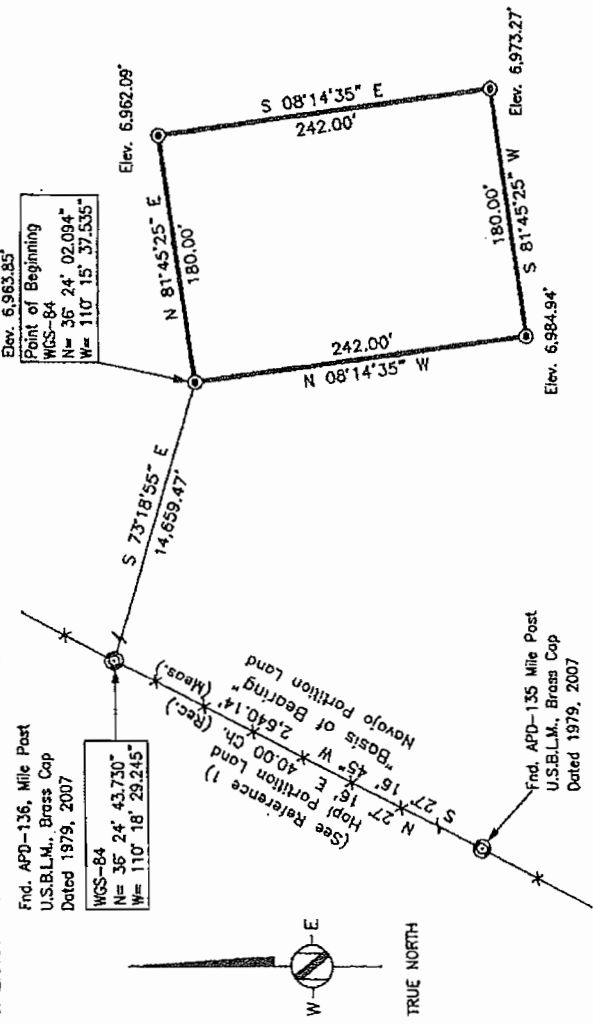 Fnd. APD-136, Mile Post
U.S.B.L.M., Brass Cap
Dated 1979, 2007
WGS-84
N= 36° 24' 43.730"
W= 110° 18' 29.245"
Elev. 6,963.85'
Point of Beginning
WGS-84
N= 36° 24' 02.094"
W= 110° 15' 37.535"
S 73°18'55" E
14,659.47'
N 81°45'25" E
180.00'
Elev. 6,962.09'
S 08°14'35" E
242.00'
Elev. 6,973.27'
180.00'
S 81°45'25" W
Elev. 6,984.94'
242.00'
N 08°14'35" W
(See Reference 1)
Hopi Partition Land
N 27° 16' E 40.00 Ch. (Rec.)
S 27° 16' 45" W 2,640.14' (Meas.)
"Basis of Bearing"
Navajo Partition Land
Fnd. APD-135 Mile Post
U.S.B.L.M., Brass Cap
Dated 1979, 2007
W
E
TRUE NORTH